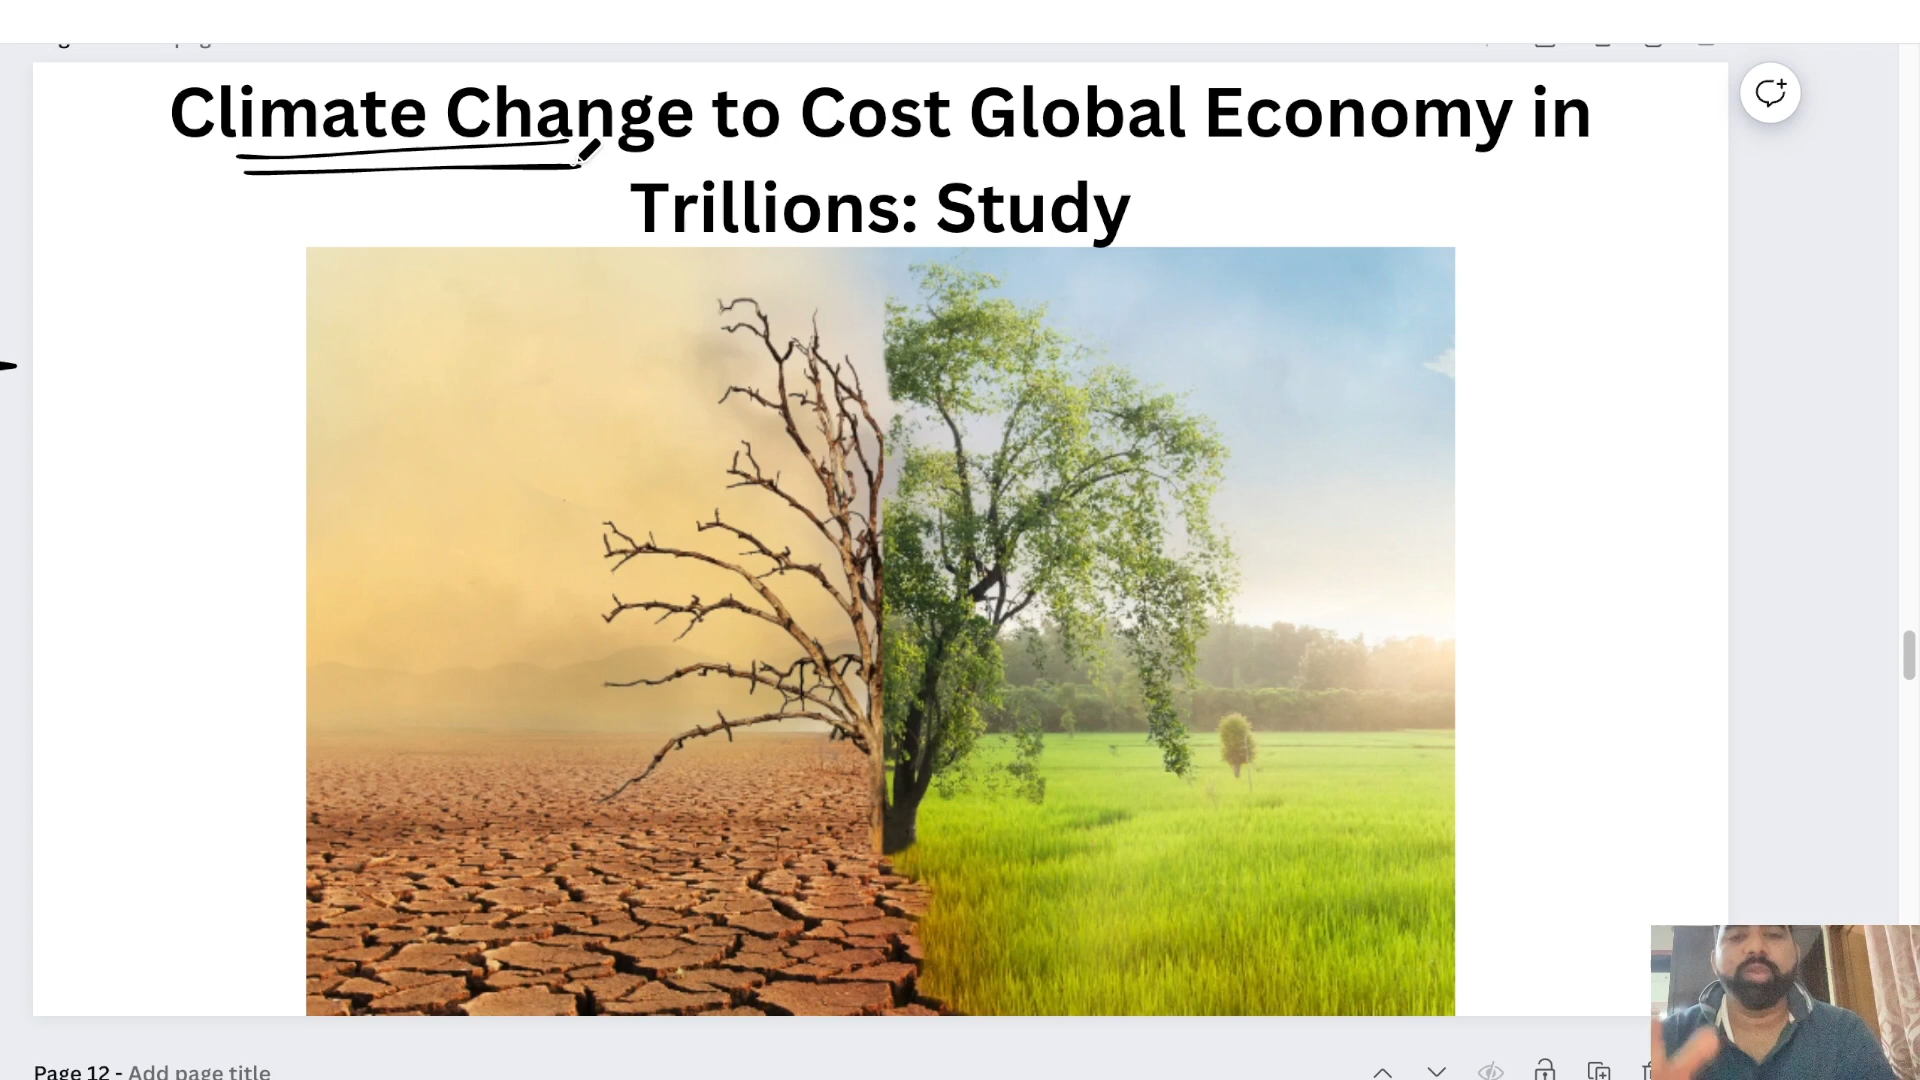 Climate Change to Cost Global Economy in
Trillions: Study
Page 12 - Add page title